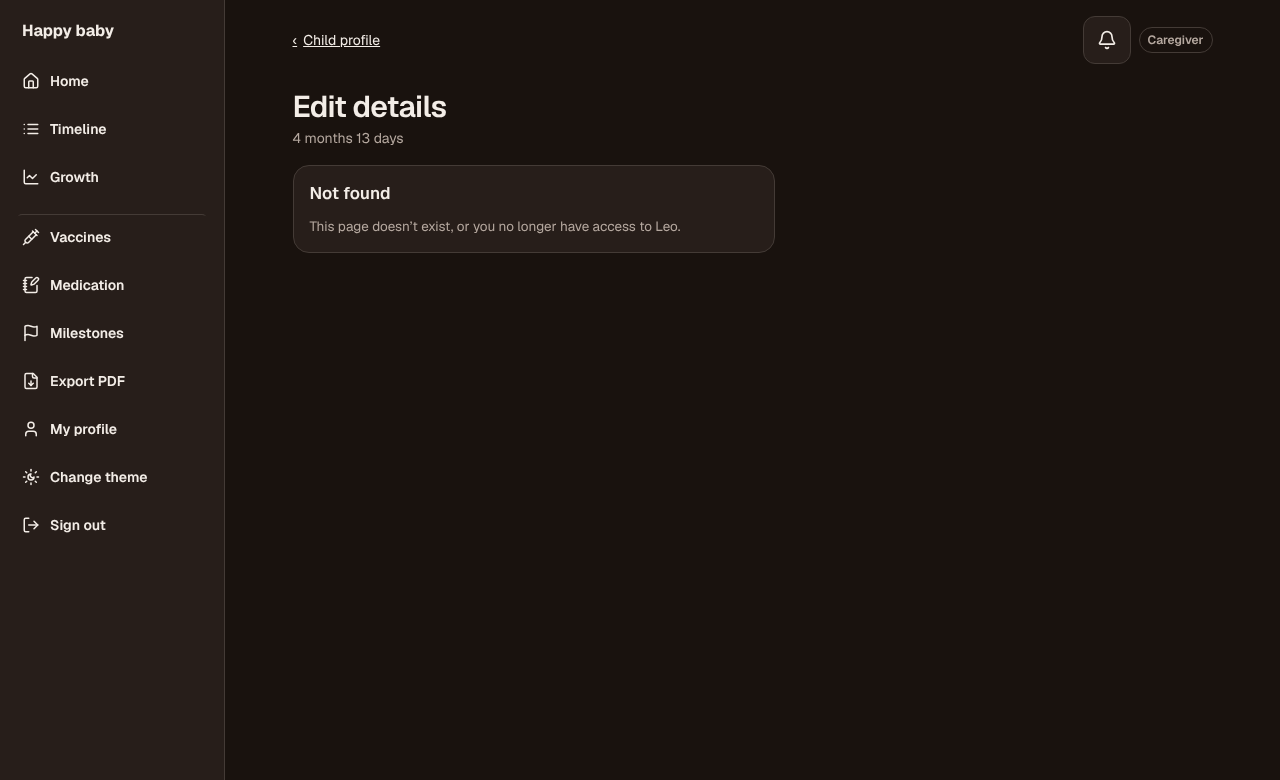 Happy baby
Home
Timeline
Growth
Vaccines
Medication
Milestones
Export PDF
My profile
Change theme
Sign out
‹ Child profile
Caregiver
Edit details
4 months 13 days
Not found
This page doesn’t exist, or you no longer have access to Leo.